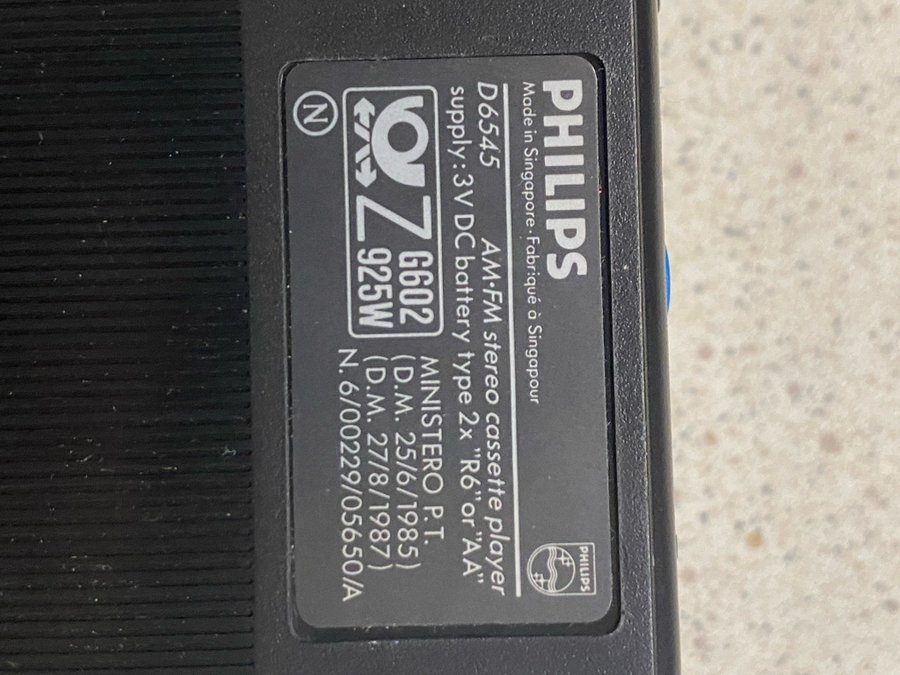 PHILIPS
PHILIPS
Made in Singapore·Fabriqué à Singapour
D6545 AM·FM stereo cassette player
supply:3V DC battery type 2x "R6" or "AA"
Z G602
925W
MINISTERO P.T.
(D.M. 25/6/1985)
(D.M. 27/8/1987)
N. 6/00229/05650/A
N